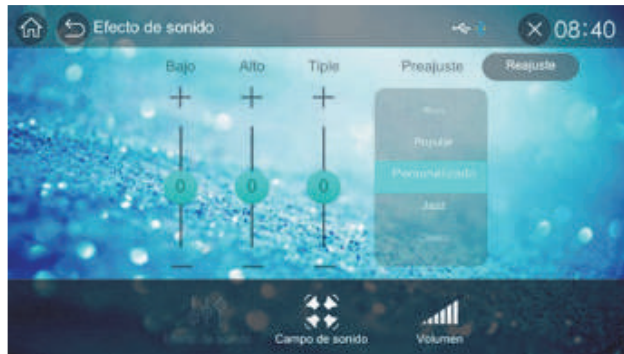 Efecto de sonido
08:40
Bajo Alto Tiple Preajuste Reajuste
Popular
0 0 0 Personalizado
Jazz
Campo de sonido Volumen